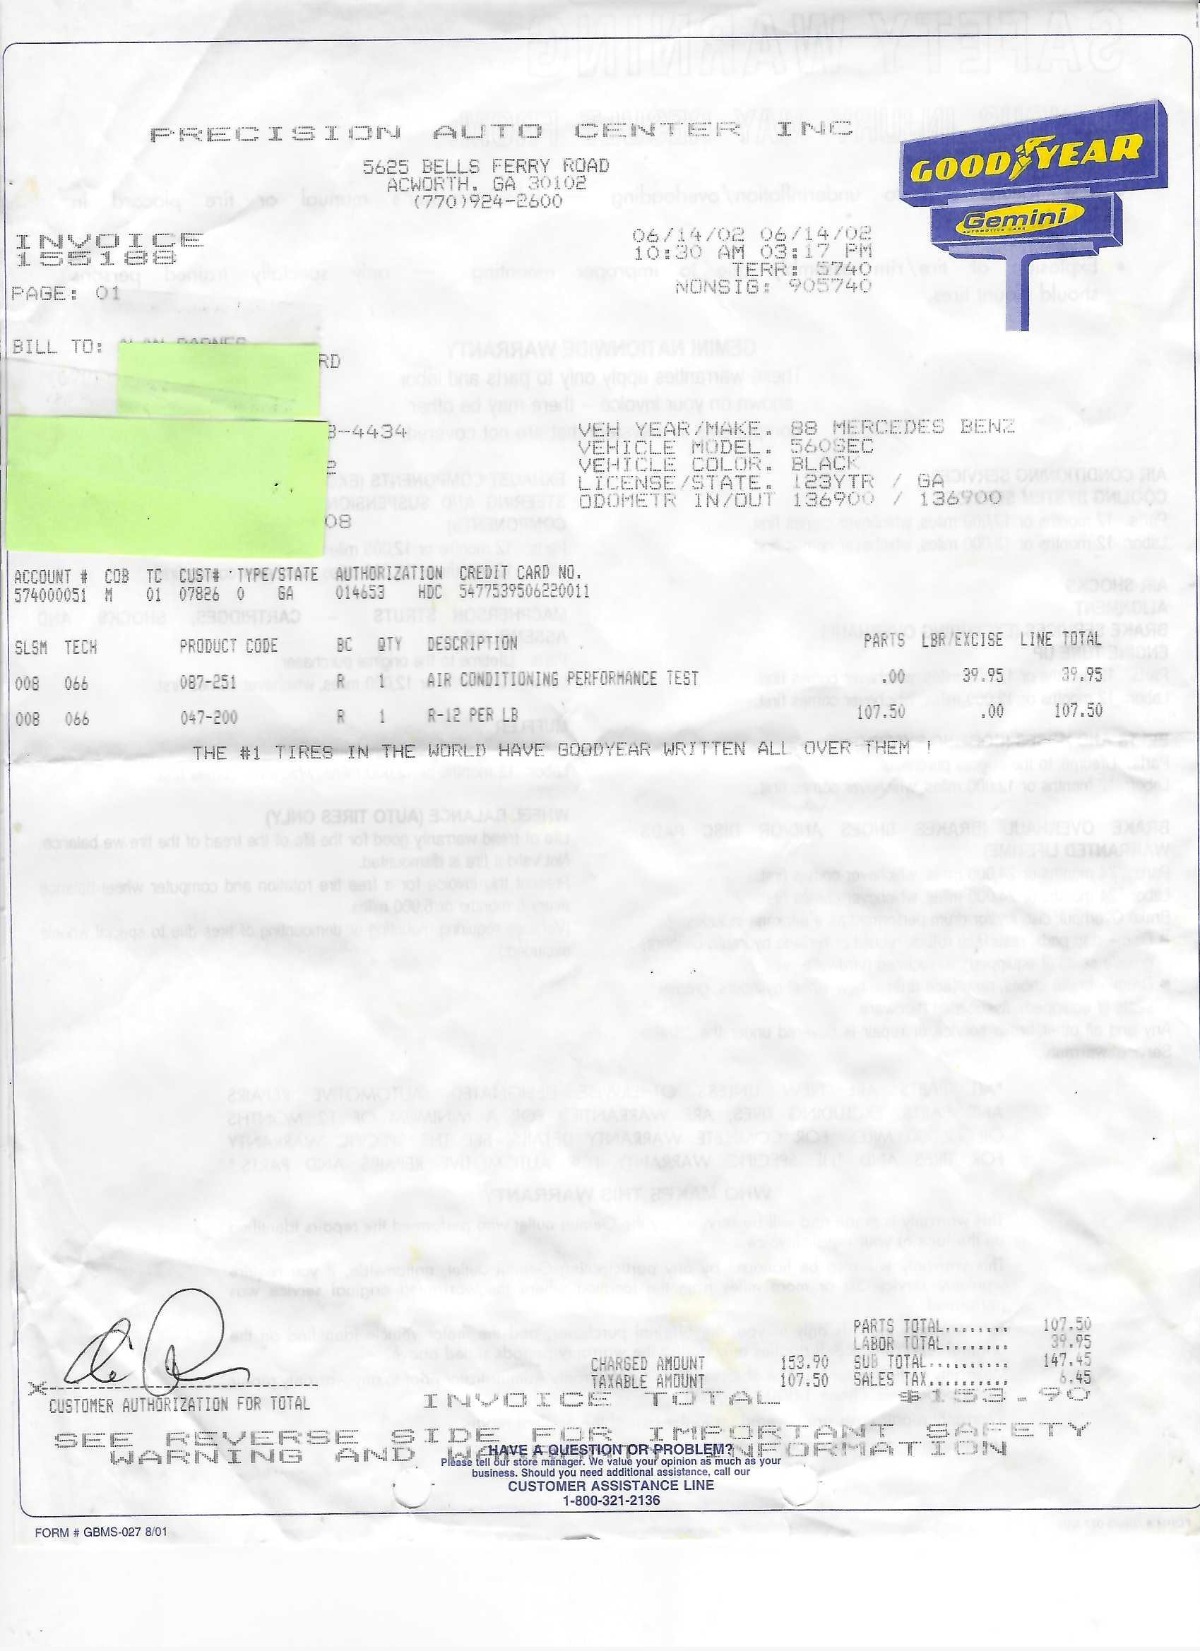 PRECISION AUTO CENTER INC
5625 BELLS FERRY ROAD
ACWORTH, GA 30102
(770)924-2600
GOODYEAR
Gemini
INVOICE
155188
PAGE: 01
06/14/02 06/14/02
10:30 AM 03:17 PM
TERR: 5740
NONSIG: 905740
BILL TO:
RD
-4434
08
VEH YEAR/MAKE. 88 MERCEDES BENZ
VEHICLE MODEL. 560SEC
VEHICLE COLOR. BLACK
LICENSE/STATE. 123YTR / GA
ODOMETR IN/OUT 136900 / 136900
ACCOUNT # COB TC CUST# TYPE/STATE AUTHORIZATION CREDIT CARD NO.
574000051 M 01 07826 0 GA 014653 HDC 5477539506220011
SLSM TECH PRODUCT CODE BC QTY DESCRIPTION PARTS LBR/EXCISE LINE TOTAL
008 066 087-251 R 1 AIR CONDITIONING PERFORMANCE TEST .00 39.95 39.95
008 066 047-200 R 1 R-12 PER LB 107.50 .00 107.50
THE #1 TIRES IN THE WORLD HAVE GOODYEAR WRITTEN ALL OVER THEM !
PARTS TOTAL........ 107.50
LABOR TOTAL........ 39.95
CHARGED AMOUNT 153.90 SUB TOTAL.......... 147.45
TAXABLE AMOUNT 107.50 SALES TAX.......... 6.45
X
CUSTOMER AUTHORIZATION FOR TOTAL
INVOICE TOTAL $153.90
SEE REVERSE SIDE FOR IMPORTANT SAFETY
WARNING AND WARRANTY INFORMATION
HAVE A QUESTION OR PROBLEM?
Please tell our store manager. We value your opinion as much as your
business. Should you need additional assistance, call our
CUSTOMER ASSISTANCE LINE
1-800-321-2136
FORM # GBMS-027 8/01